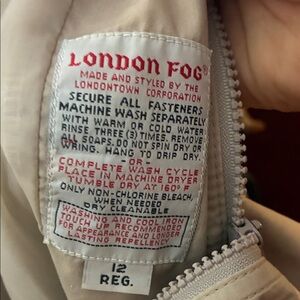 LONDON FOG®
MADE AND STYLED BY THE
LONDONTOWN CORPORATION
SECURE ALL FASTENERS
MACHINE WASH SEPARATELY
WITH WARM OR COLD WATER
RINSE THREE (3) TIMES. REMOVE
ALL SOAPS. DO NOT SPIN DRY OR
WRING. HANG TO DRIP DRY.
-OR-
COMPLETE WASH CYCLE
PLACE IN MACHINE DRYER
TUMBLE DRY AT 160° F
ONLY NON-CHLORINE BLEACH,
WHEN NEEDED
DRY CLEANABLE
WASHING AND COOL IRON
TOUCH UP RECOMMENDED
FOR APPEARANCE AND LONGER
LASTING REPELLENCY
12
REG.